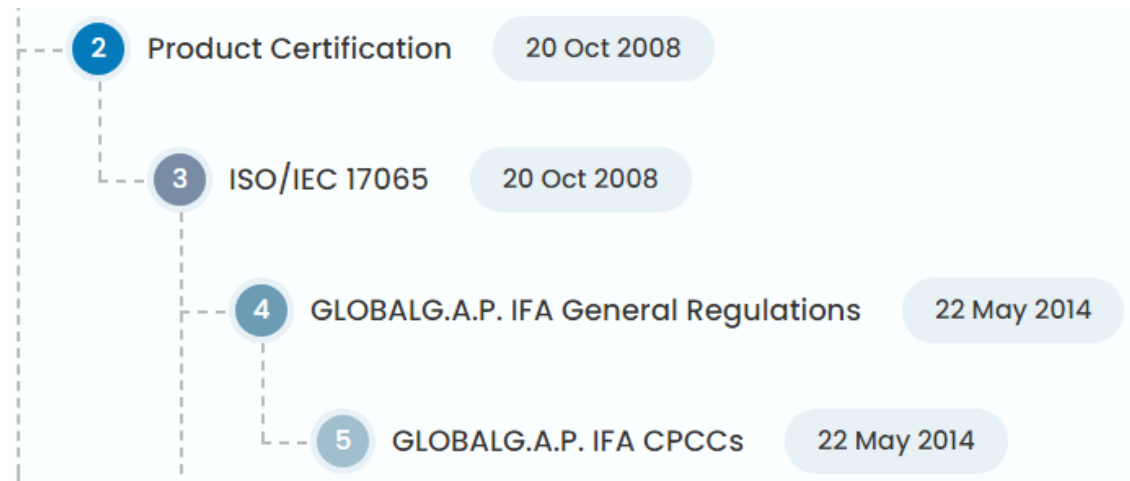 2 Product Certification 20 Oct 2008
3 ISO/IEC 17065 20 Oct 2008
4 GLOBALG.A.P. IFA General Regulations 22 May 2014
5 GLOBALG.A.P. IFA CPCCs 22 May 2014